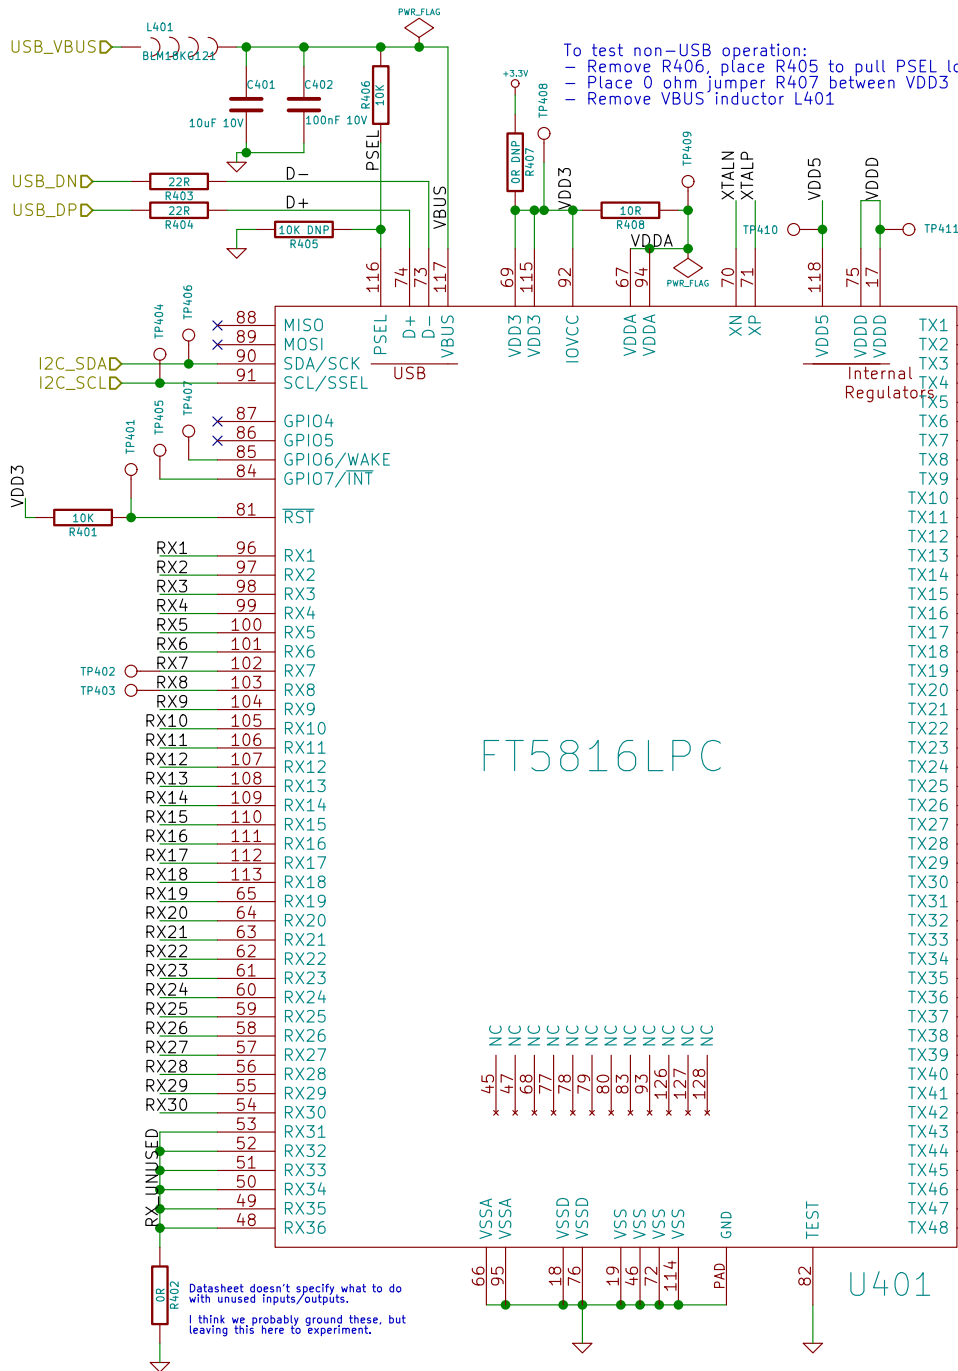 L401
USB_VBUS
BLM18KG121
PWR_FLAG
C401
10uF 10V
C402
100nF 10V
10K
R406
PSEL
To test non-USB operation:
- Remove R406, place R405 to pull PSEL lo
- Place 0 ohm jumper R407 between VDD3
- Remove VBUS inductor L401
USB_DN
22R
R403
D-
USB_DP
22R
R404
D+
10K DNP
R405
VBUS
+3.3V
0R DNP
R407
TP408
VDD3
10R
R408
TP409
VDDA
PWR_FLAG
XTALN
XTALP
VDD5
TP410
VDDD
TP411
116
74
73
117
69
115
92
67
94
70
71
118
75
17
PSEL
D+
D-
VBUS
USB
VDD3
VDD3
IOVCC
VDDA
VDDA
XN
XP
VDD5
VDDD
VDDD
Internal
Regulators
TP404
TP406
88 MISO
89 MOSI
I2C_SDA 90 SDA/SCK
I2C_SCL 91 SCL/SSEL
TP401
TP405
TP407
87 GPIO4
86 GPIO5
85 GPIO6/WAKE
84 GPIO7/INT
VDD3
10K
R401
81 RST
RX1 96 RX1
RX2 97 RX2
RX3 98 RX3
RX4 99 RX4
RX5 100 RX5
RX6 101 RX6
TP402 RX7 102 RX7
TP403 RX8 103 RX8
RX9 104 RX9
RX10 105 RX10
RX11 106 RX11
RX12 107 RX12
RX13 108 RX13
RX14 109 RX14
RX15 110 RX15
RX16 111 RX16
RX17 112 RX17
RX18 113 RX18
RX19 65 RX19
RX20 64 RX20
RX21 63 RX21
RX22 62 RX22
RX23 61 RX23
RX24 60 RX24
RX25 59 RX25
RX26 58 RX26
RX27 57 RX27
RX28 56 RX28
RX29 55 RX29
RX30 54 RX30
53 RX31
52 RX32
51 RX33
50 RX34
49 RX35
48 RX36
RX_UNUSED
0R
R402
Datasheet doesn't specify what to do
with unused inputs/outputs.
I think we probably ground these, but
leaving this here to experiment.
FT5816LPC
TX1
TX2
TX3
TX4
TX5
TX6
TX7
TX8
TX9
TX10
TX11
TX12
TX13
TX14
TX15
TX16
TX17
TX18
TX19
TX20
TX21
TX22
TX23
TX24
TX25
TX26
TX27
TX28
TX29
TX30
TX31
TX32
TX33
TX34
TX35
TX36
TX37
TX38
TX39
TX40
TX41
TX42
TX43
TX44
TX45
TX46
TX47
TX48
NC NC NC NC NC NC NC NC NC NC NC NC
45 47 68 77 78 79 80 83 93 126 127 128
VSSA VSSA VSSD VSSD VSS VSS VSS VSS GND TEST
66 95 18 76 19 46 72 114 PAD 82
U401